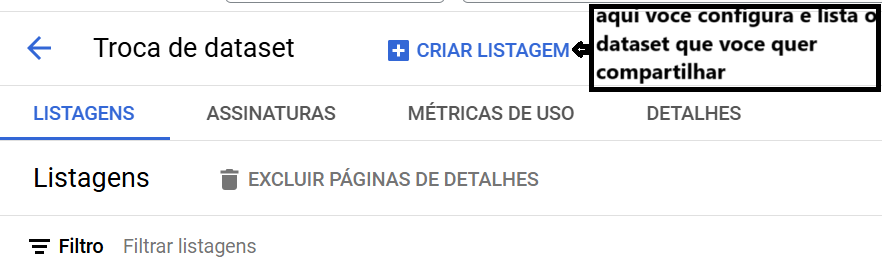 Troca de dataset
CRIAR LISTAGEM
aqui voce configura e lista o
dataset que voce quer
compartilhar
LISTAGENS ASSINATURAS MÉTRICAS DE USO DETALHES
Listagens EXCLUIR PÁGINAS DE DETALHES
Filtro Filtrar listagens